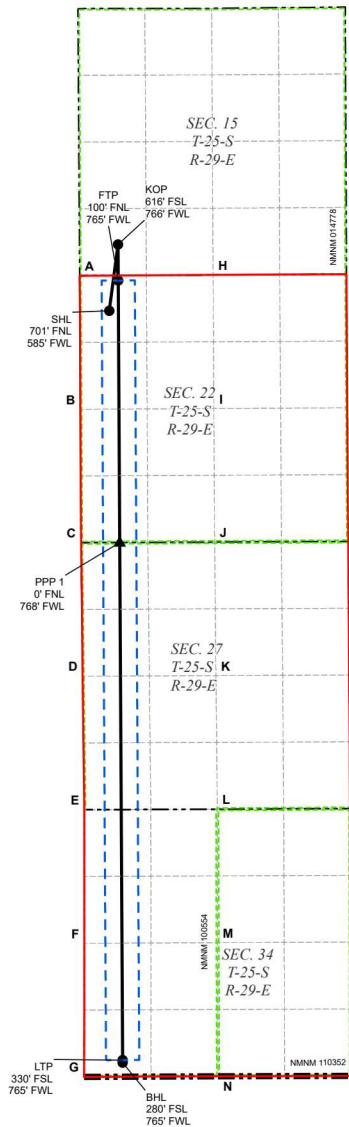 SEC. 15
T-25-S
R-29-E
NMNM 014778
KOP
616' FSL
766' FWL
FTP
100' FNL
765' FWL
A
H
SHL
701' FNL
585' FWL
SEC. 22
T-25-S
R-29-E
B
I
C
J
PPP 1
0' FNL
768' FWL
SEC. 27
T-25-S
R-29-E
D
K
E
L
F
M
NMNM 100554
SEC. 34
T-25-S
R-29-E
NMNM 110352
G
N
LTP
330' FSL
765' FWL
BHL
280' FSL
765' FWL